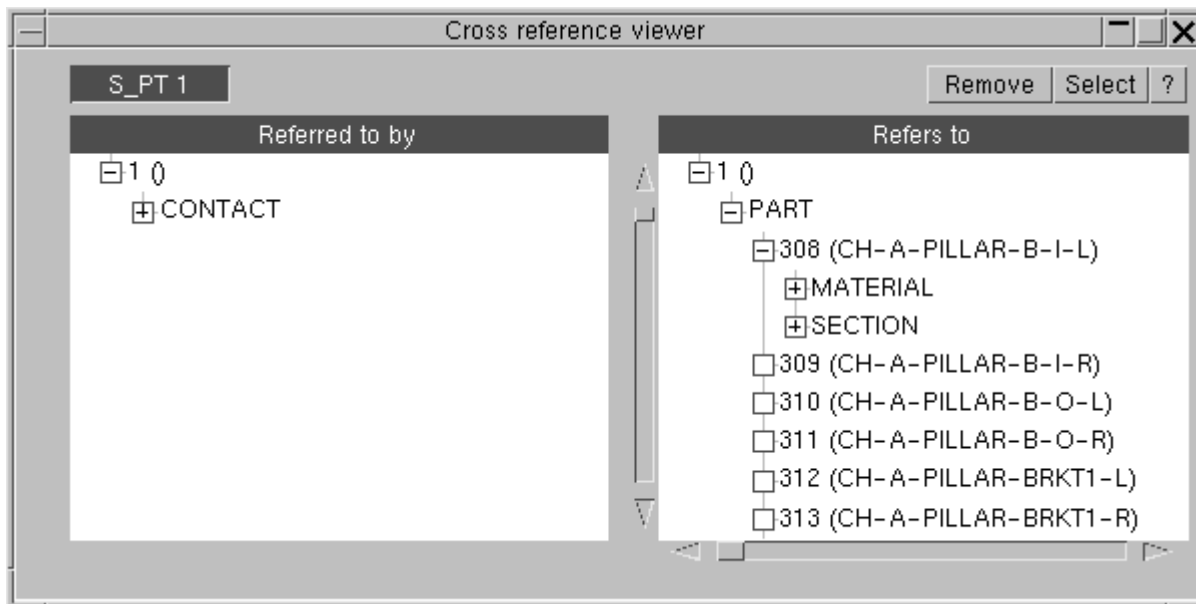 Cross reference viewer
S_PT 1
Remove Select ?
Referred to by
1 ()
CONTACT
Refers to
1 ()
PART
308 (CH-A-PILLAR-B-I-L)
MATERIAL
SECTION
309 (CH-A-PILLAR-B-I-R)
310 (CH-A-PILLAR-B-O-L)
311 (CH-A-PILLAR-B-O-R)
312 (CH-A-PILLAR-BRKT1-L)
313 (CH-A-PILLAR-BRKT1-R)